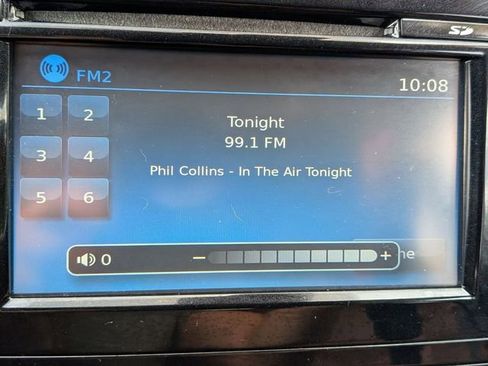 SD
FM2
10:08
1 2
Tonight
99.1 FM
3 4
Phil Collins - In The Air Tonight
5 6
0 − +